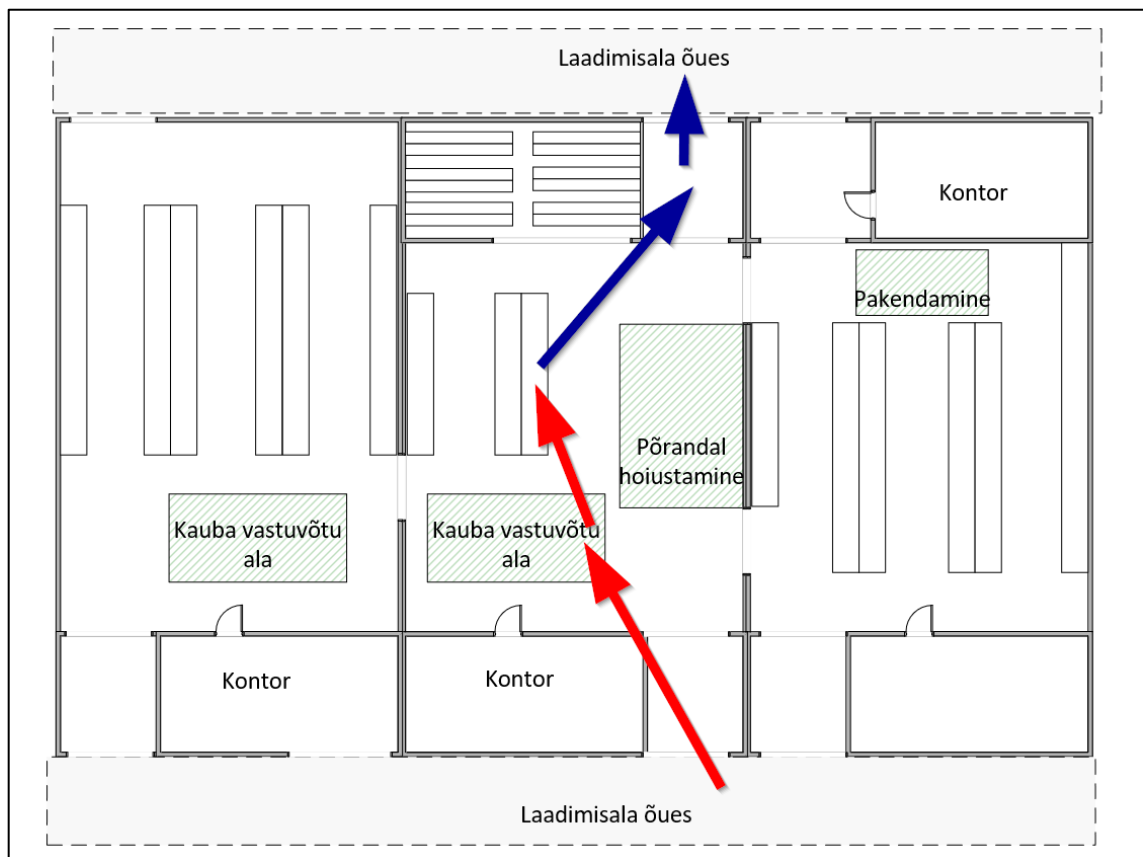 Laadimisala õues
Kontor
Pakendamine
Põrandal
hoiustamine
Kauba vastuvõtu
ala
Kauba vastuvõtu
ala
Kontor
Kontor
Laadimisala õues